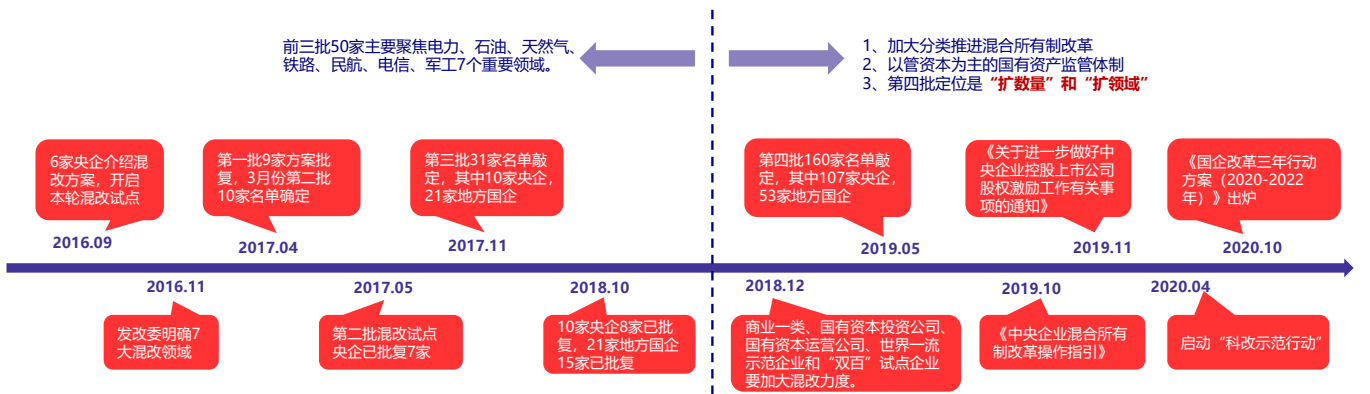 前三批50家主要聚焦电力、石油、天然气、
铁路、民航、电信、军工7个重要领域。
1、加大分类推进混合所有制改革
2、以管资本为主的国有资产监管体制
3、第四批定位是“扩数量”和“扩领域”
6家央企介绍混
改方案，开启
本轮混改试点
第一批9家方案批
复，3月份第二批
10家名单确定
第三批31家名单敲
定，其中10家央企，
21家地方国企
第四批160家名单敲
定，其中107家央企，
53家地方国企
《关于进一步做好中
央企业控股上市公司
股权激励工作有关事
项的通知》
《国企改革三年行动
方案（2020-2022
年）》出炉
2016.09
2017.04
2017.11
2019.05
2019.11
2020.10
2016.11
2017.05
2018.10
2018.12
2019.10
2020.04
发改委明确7
大混改领域
第二批混改试点
央企已批复7家
10家央企8家已批
复，21家地方国企
15家已批复
商业一类、国有资本投资公司、
国有资本运营公司、世界一流
示范企业和“双百”试点企业
要加大混改力度。
《中央企业混合所有
制改革操作指引》
启动“科改示范行动”